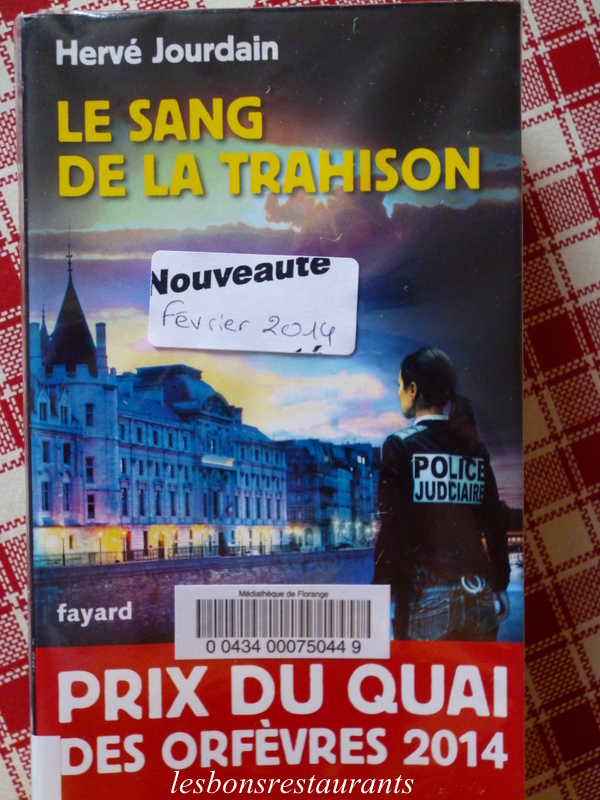 Hervé Jourdain
LE SANG
DE LA TRAHISON
Nouveauté
Février 2014
POLICE
JUDICIAIRE
Médiathèque de Florange
0 0434 00075044 9
fayard
PRIX DU QUAI
DES ORFÈVRES 2014
lesbonsrestaurants